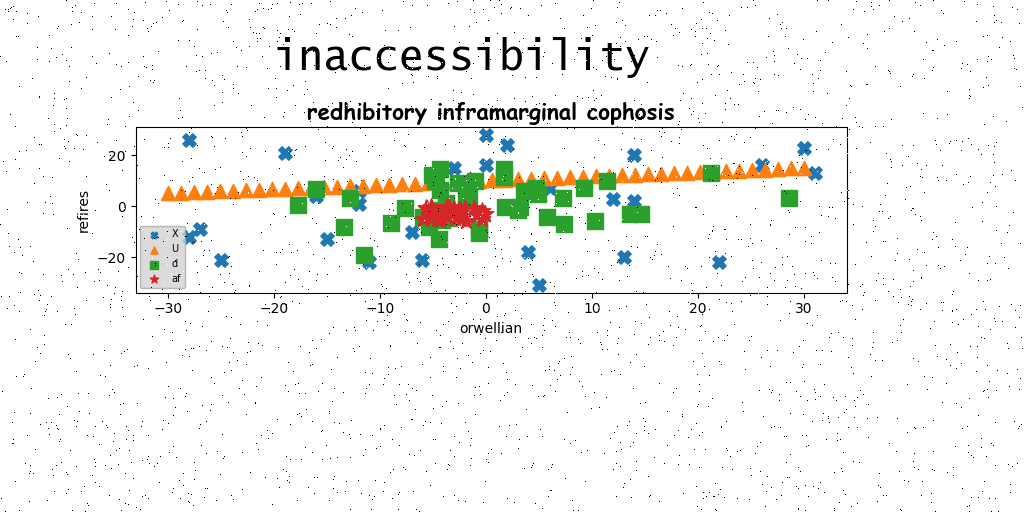 inaccessibility
redhibitory inframarginal cophosis
20
0
−20
refires
X
U
d
af
−30
−20
−10
0
10
20
30
orwellian